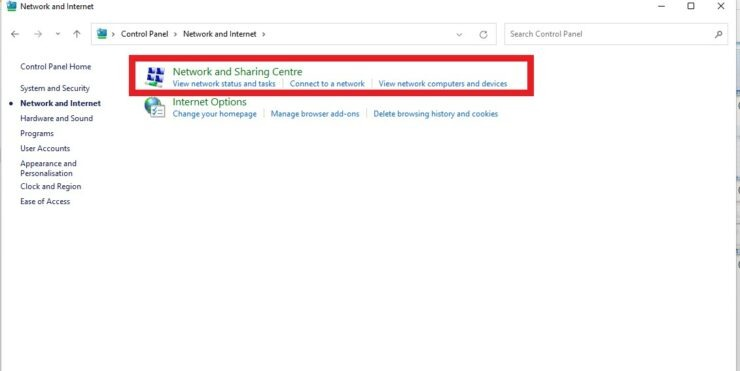 Network and Internet
Control Panel > Network and Internet >
Search Control Panel
Control Panel Home
System and Security
Network and Internet
Hardware and Sound
Programs
User Accounts
Appearance and
Personalisation
Clock and Region
Ease of Access
Network and Sharing Centre
View network status and tasks | Connect to a network | View network computers and devices
Internet Options
Change your homepage | Manage browser add-ons | Delete browsing history and cookies